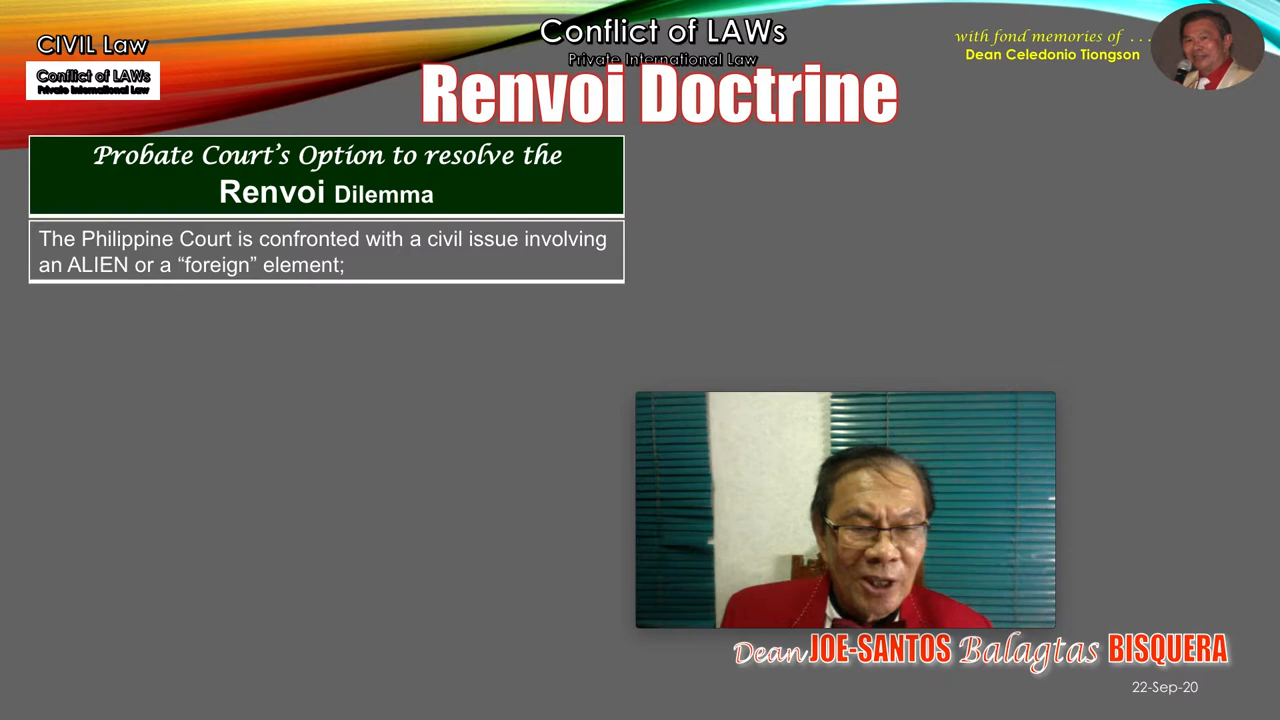 CIVIL Law
Conflict of LAWs
Private International Law
Conflict of LAWs
Private International Law
Renvoi Doctrine
with fond memories of . . .
Dean Celedonio Tiongson
Probate Court’s Option to resolve the
Renvoi Dilemma
The Philippine Court is confronted with a civil issue involving
an ALIEN or a “foreign” element;
Dean JOE-SANTOS Balagtas BISQUERA
22-Sep-20